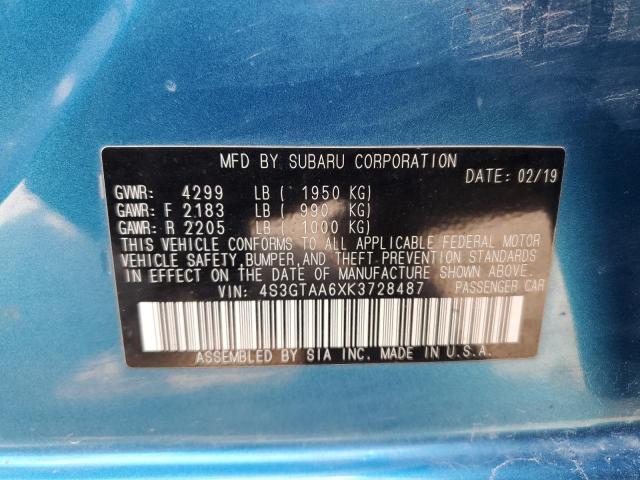 MFD BY SUBARU CORPORATION
DATE: 02/19
GVWR: 4299 LB ( 1950 KG)
GAWR: F 2183 LB ( 990 KG)
GAWR: R 2205 LB ( 1000 KG)
THIS VEHICLE CONFORMS TO ALL APPLICABLE FEDERAL MOTOR
VEHICLE SAFETY, BUMPER, AND THEFT PREVENTION STANDARDS
IN EFFECT ON THE DATE OF MANUFACTURE SHOWN ABOVE.
VIN: 4S3GTAA6XK3728487 PASSENGER CAR
ASSEMBLED BY SIA INC. MADE IN U.S.A.